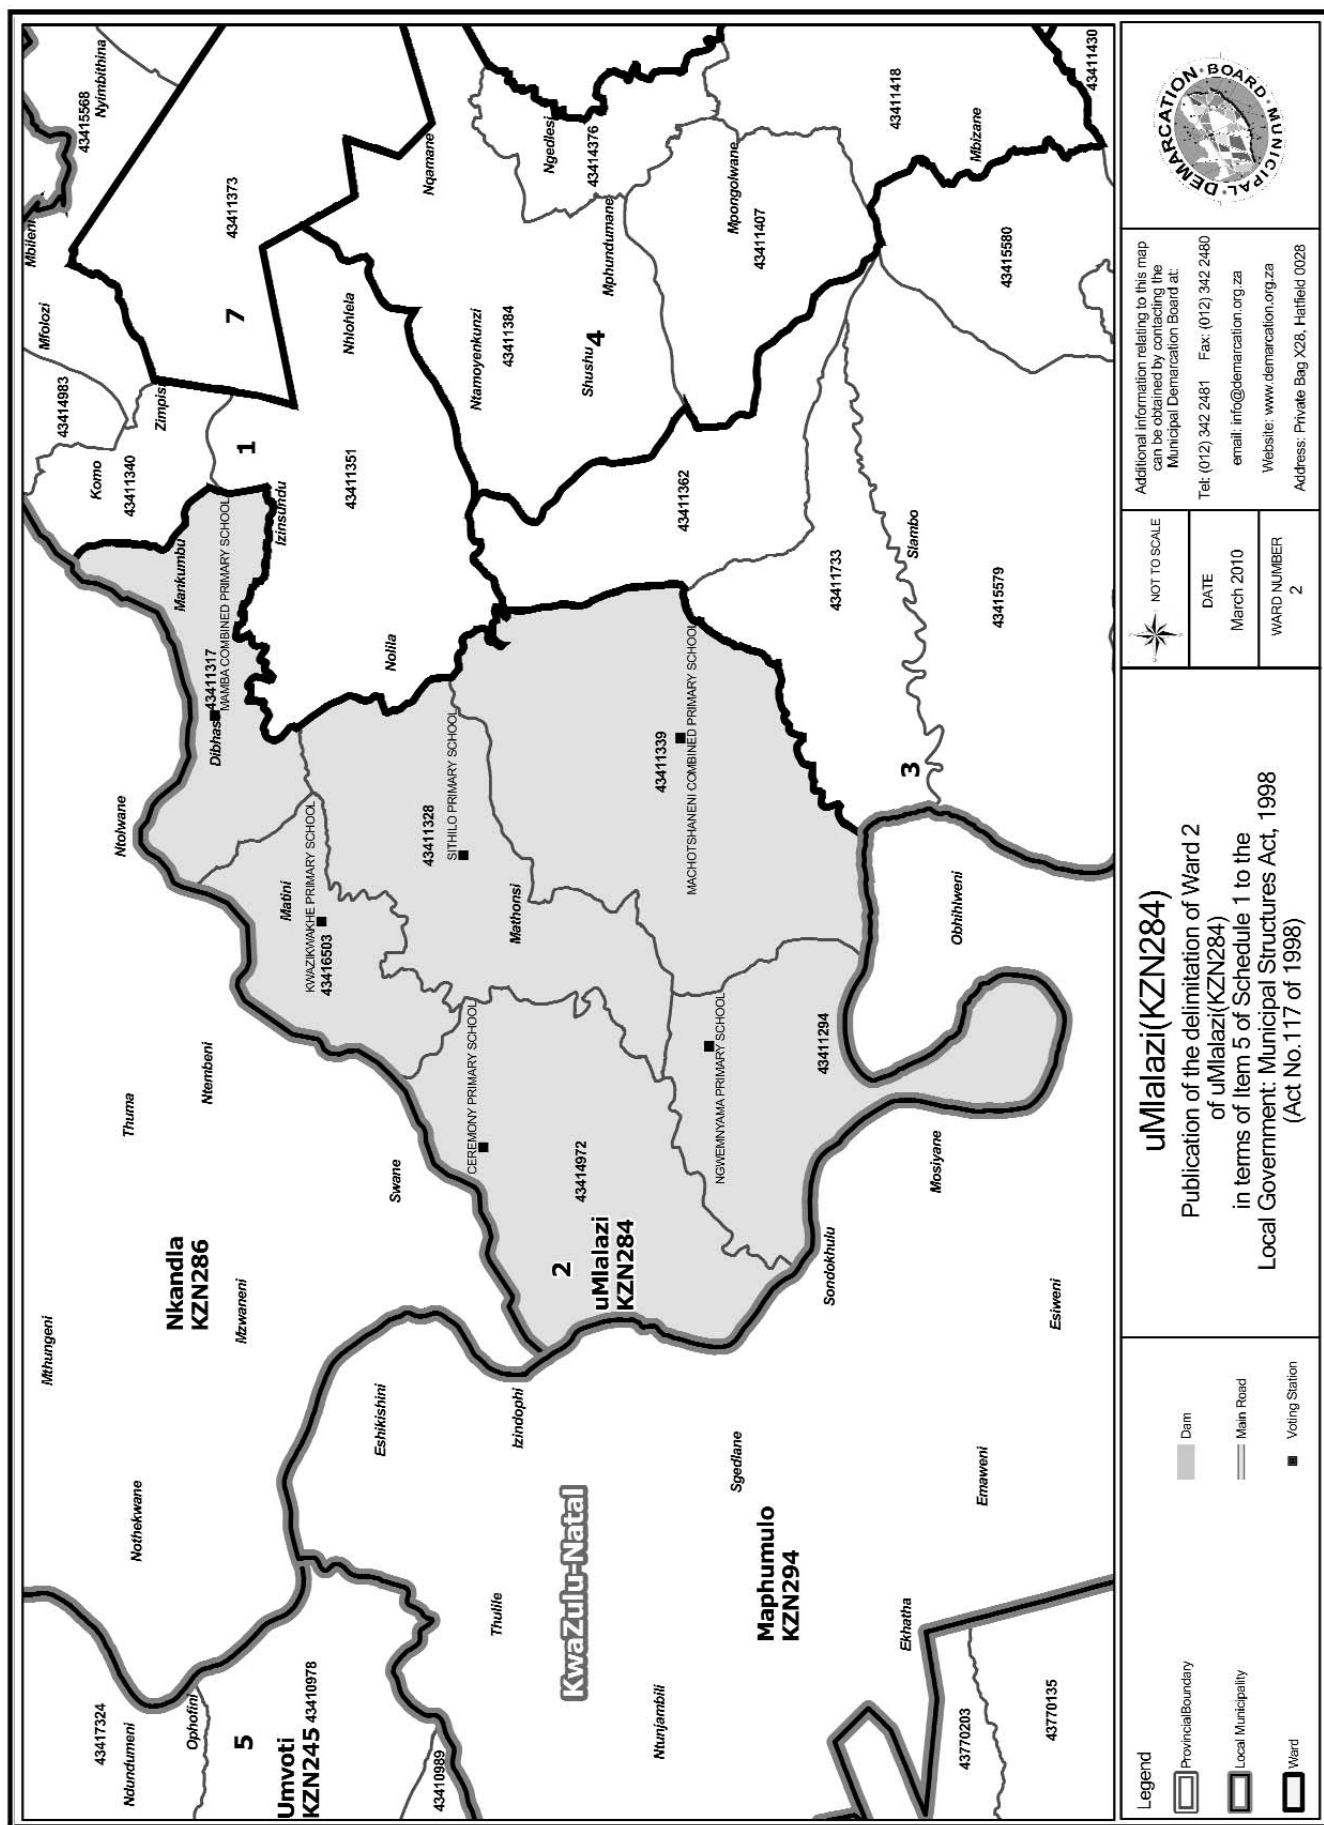 Mthungeni
Nkandla
KZN286
Mzwaneni
Thuma
Ntembeni
Swane
Nothekwane
Eshikishini
Izindophi
43417324
Ndundumeni
Ophofini
5
Umvoti
KZN245
43410978
43410989
Thulile
KwaZulu-Natal
Ntunjambili
Sgedlane
Maphumulo
KZN294
Emaweni
Ekhatha
43770203
43770135
Esiweni
Sondokhulu
Mosiyane
Obhihlweni
2
uMlalazi
KZN284
43414972
CEREMONY PRIMARY SCHOOL
NGWEMNYAMA PRIMARY SCHOOL
43411294
Mathonsi
Matini
KWAZIKWAKHE PRIMARY SCHOOL
43416503
43411328
SITHILO PRIMARY SCHOOL
43411339
MACHOTSHANENI COMBINED PRIMARY SCHOOL
Ntolwane
43411317
MAMBA COMBINED PRIMARY SCHOOL
Mankumbu
Izinsundu
Nolila
Komo
43411340
43414983
Zimpisi
1
43411351
Mfolozi
Mbileni
43415568
Nyimbithina
43411373
7
Nhlohlela
Nqamane
Ntamoyenkunzi
43411384
Shushu
4
Mphundumane
Ngedlesi
43414376
Mpongolwane
43411407
43411418
43411430
Mbizane
43415580
43411362
43411733
Slambo
43415579
3
Legend
ProvincialBoundary
Local Municipality
Ward
Dam
Main Road
Voting Station
uMlalazi(KZN284)
Publication of the delimitation of Ward 2
of uMlalazi(KZN284)
in terms of Item 5 of Schedule 1 to the
Local Government: Municipal Structures Act, 1998
(Act No.117 of 1998)
NOT TO SCALE
DATE
March 2010
WARD NUMBER
2
Additional information relating to this map
can be obtained by contacting the
Municipal Demarcation Board at:
Tel: (012) 342 2481 Fax: (012) 342 2480
email: info@demarcation.org.za
Website: www.demarcation.org.za
Address: Private Bag X28, Hatfield 0028
MUNICIPAL DEMARCATION BOARD